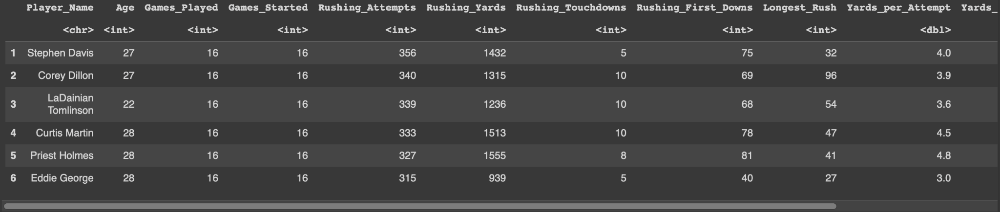 Player_Name Age Games_Played Games_Started Rushing_Attempts Rushing_Yards Rushing_Touchdowns Rushing_First_Downs Longest_Rush Yards_per_Attempt Yards_
<chr> <int> <int> <int> <int> <int> <int> <int> <int> <dbl>
1 Stephen Davis 27 16 16 356 1432 5 75 32 4.0
2 Corey Dillon 27 16 16 340 1315 10 69 96 3.9
3 LaDainian Tomlinson 22 16 16 339 1236 10 68 54 3.6
4 Curtis Martin 28 16 16 333 1513 10 78 47 4.5
5 Priest Holmes 28 16 16 327 1555 8 81 41 4.8
6 Eddie George 28 16 16 315 939 5 40 27 3.0